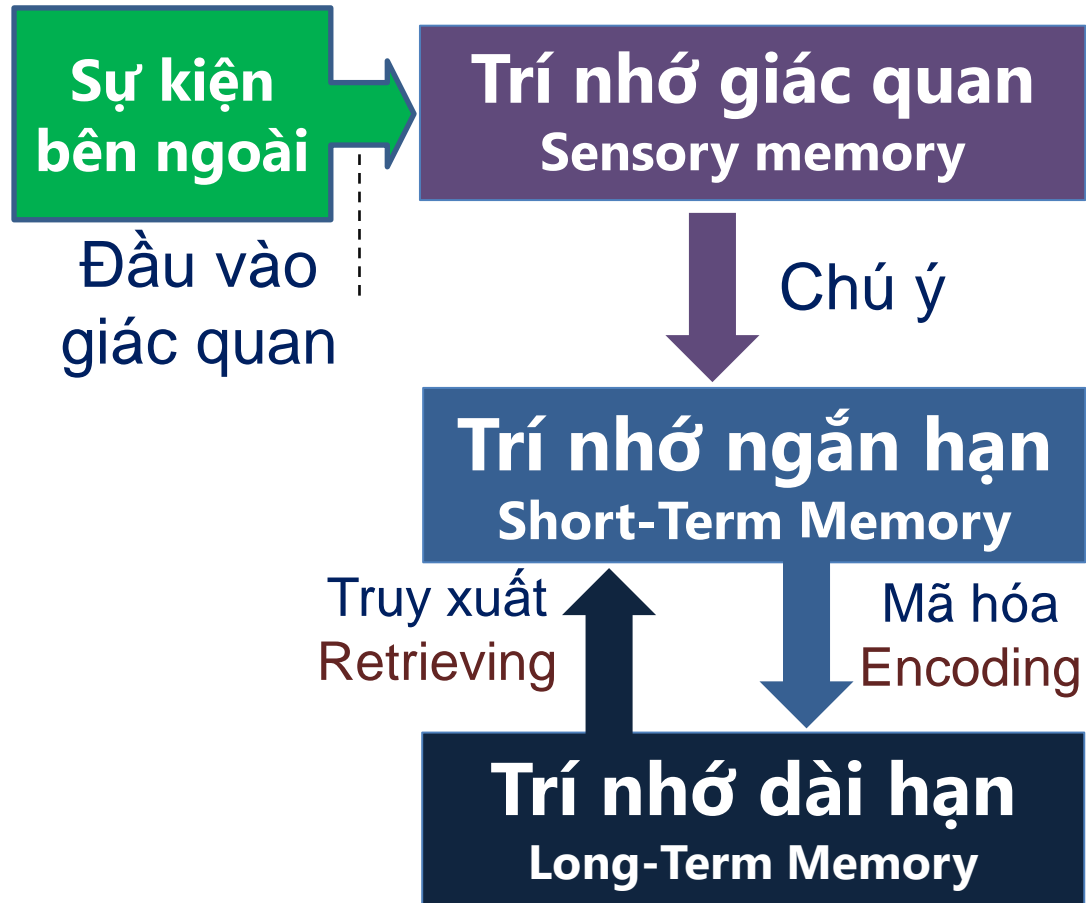 Sự kiện
bên ngoài
Trí nhớ giác quan
Sensory memory
Đầu vào
giác quan
Chú ý
Trí nhớ ngắn hạn
Short-Term Memory
Truy xuất
Retrieving
Mã hóa
Encoding
Trí nhớ dài hạn
Long-Term Memory